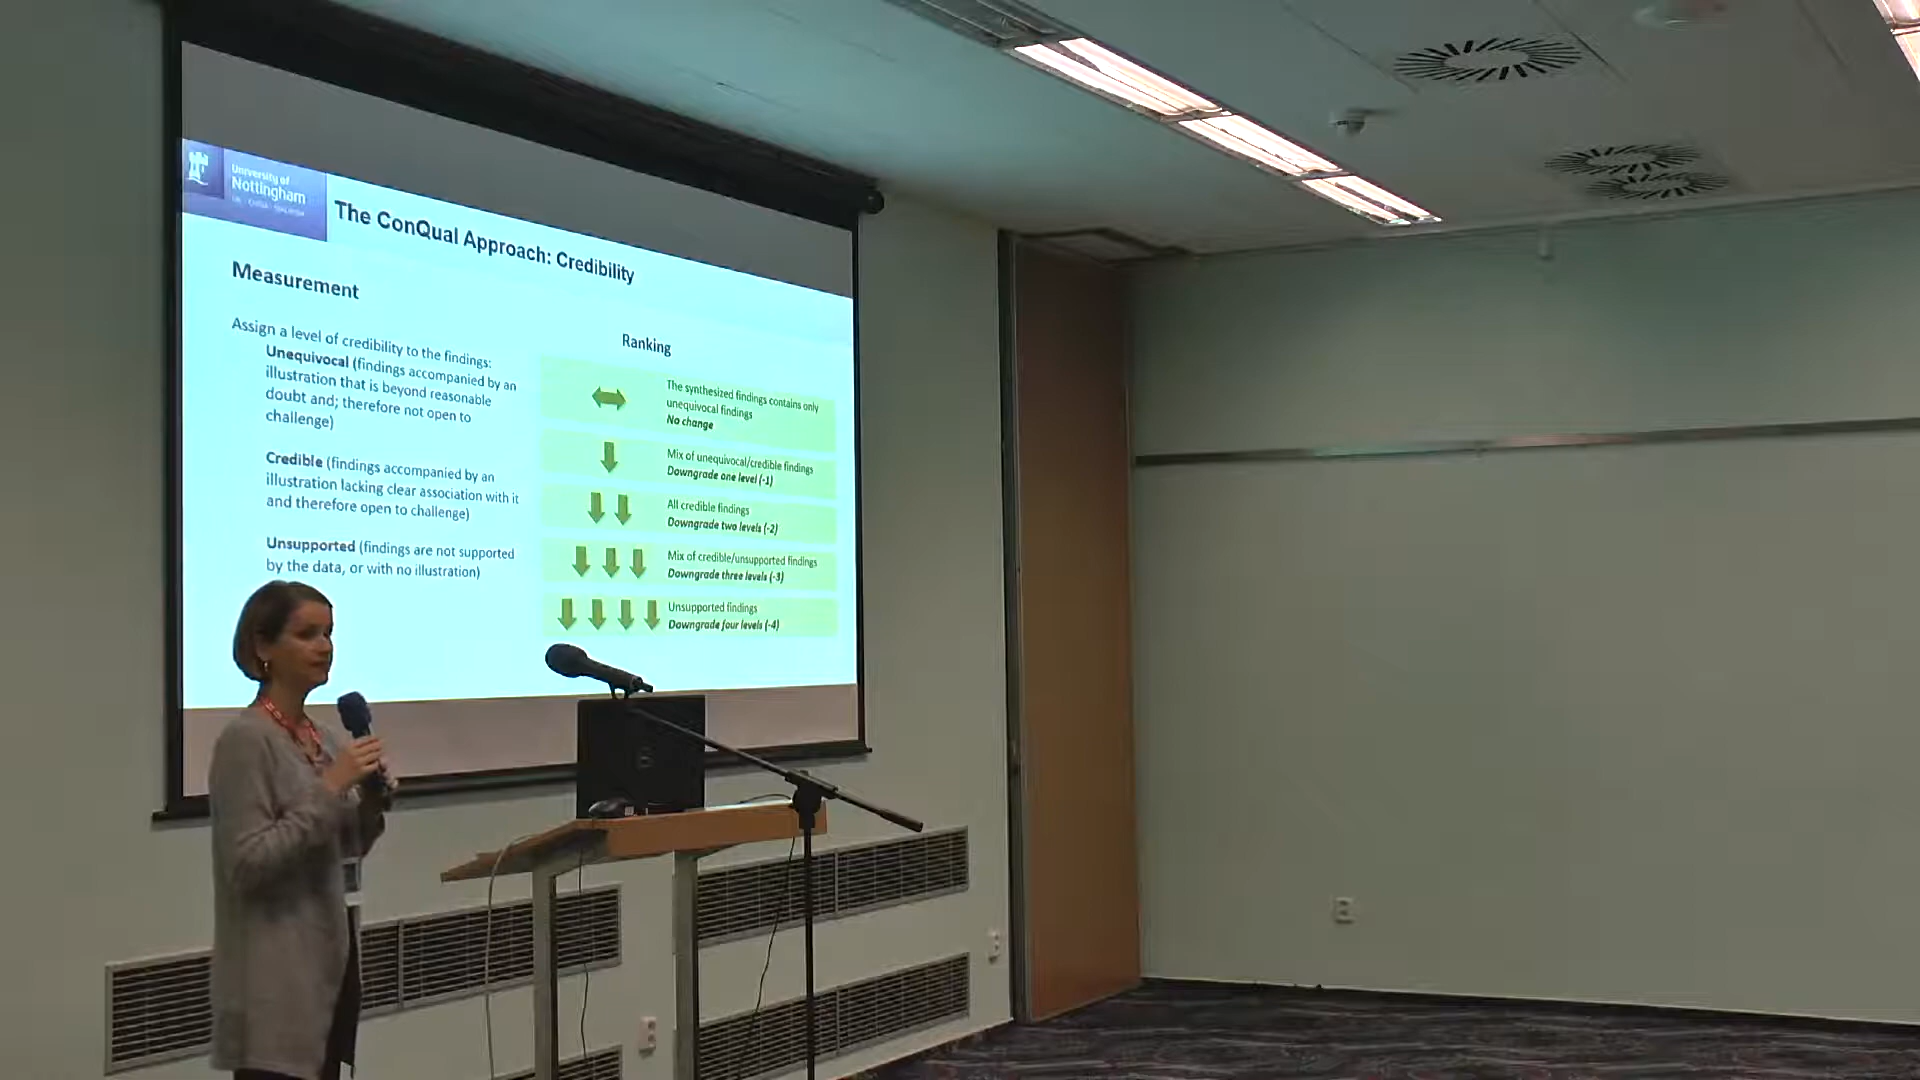 University of
Nottingham
UK · CHINA · MALAYSIA
The ConQual Approach: Credibility
Measurement
Assign a level of credibility to the findings:
Unequivocal (findings accompanied by an
illustration that is beyond reasonable
doubt and; therefore not open to
challenge)
Credible (findings accompanied by an
illustration lacking clear association with it
and therefore open to challenge)
Unsupported (findings are not supported
by the data, or with no illustration)
Ranking
The synthesized findings contains only
unequivocal findings
No change
Mix of unequivocal/credible findings
Downgrade one level (-1)
All credible findings
Downgrade two levels (-2)
Mix of credible/unsupported findings
Downgrade three levels (-3)
Unsupported findings
Downgrade four levels (-4)